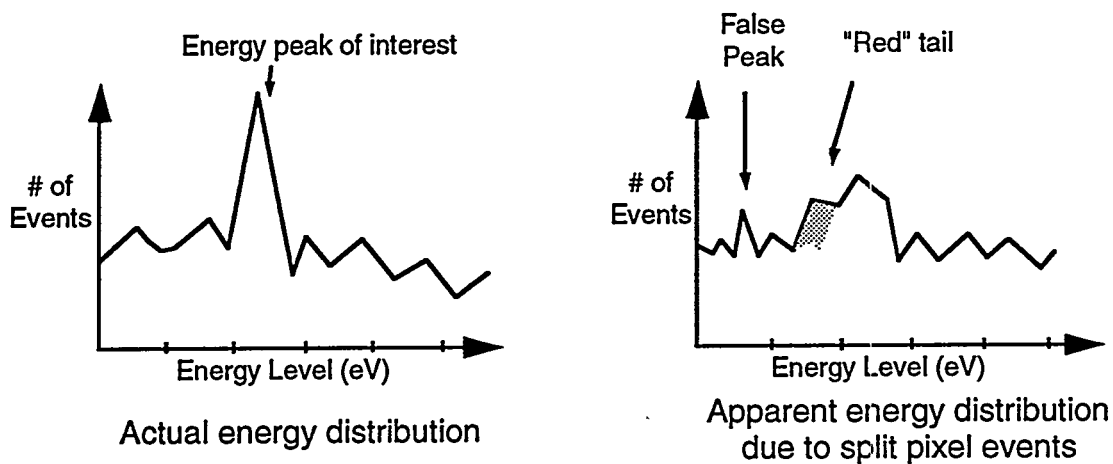 Energy peak of interest
# of
Events
Energy Level (eV)
Actual energy distribution
False
Peak
"Red" tail
# of
Events
Energy Level (eV)
Apparent energy distribution
due to split pixel events